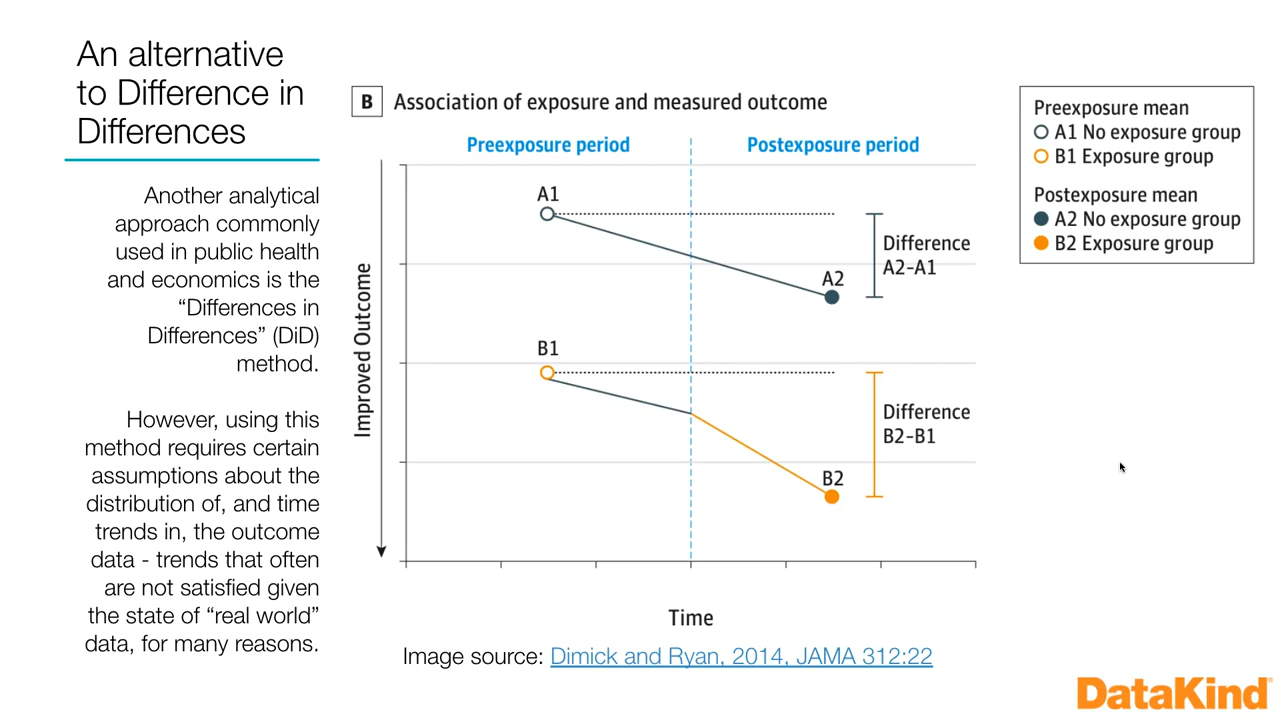 An alternative
to Difference in
Differences
Another analytical
approach commonly
used in public health
and economics is the
“Differences in
Differences” (DiD)
method.
However, using this
method requires certain
assumptions about the
distribution of, and time
trends in, the outcome
data - trends that often
are not satisfied given
the state of “real world”
data, for many reasons.
B Association of exposure and measured outcome
Preexposure period Postexposure period
Improved Outcome
A1
A2
Difference
A2–A1
B1
B2
Difference
B2–B1
Time
Image source: Dimick and Ryan, 2014, JAMA 312:22
Preexposure mean
A1 No exposure group
B1 Exposure group
Postexposure mean
A2 No exposure group
B2 Exposure group
DataKind®